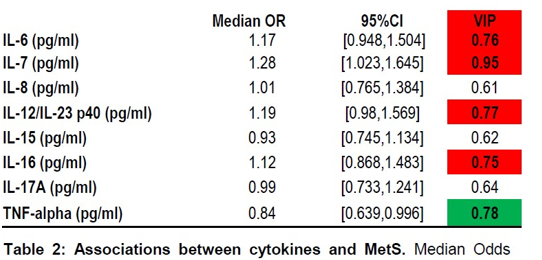 Median OR 95%CI VIP
IL-6 (pg/ml) 1.17 [0.948,1.504] 0.76
IL-7 (pg/ml) 1.28 [1.023,1.645] 0.95
IL-8 (pg/ml) 1.01 [0.765,1.384] 0.61
IL-12/IL-23 p40 (pg/ml) 1.19 [0.98,1.569] 0.77
IL-15 (pg/ml) 0.93 [0.745,1.134] 0.62
IL-16 (pg/ml) 1.12 [0.868,1.483] 0.75
IL-17A (pg/ml) 0.99 [0.733,1.241] 0.64
TNF-alpha (pg/ml) 0.84 [0.639,0.996] 0.78
Table 2: Associations between cytokines and MetS. Median Odds